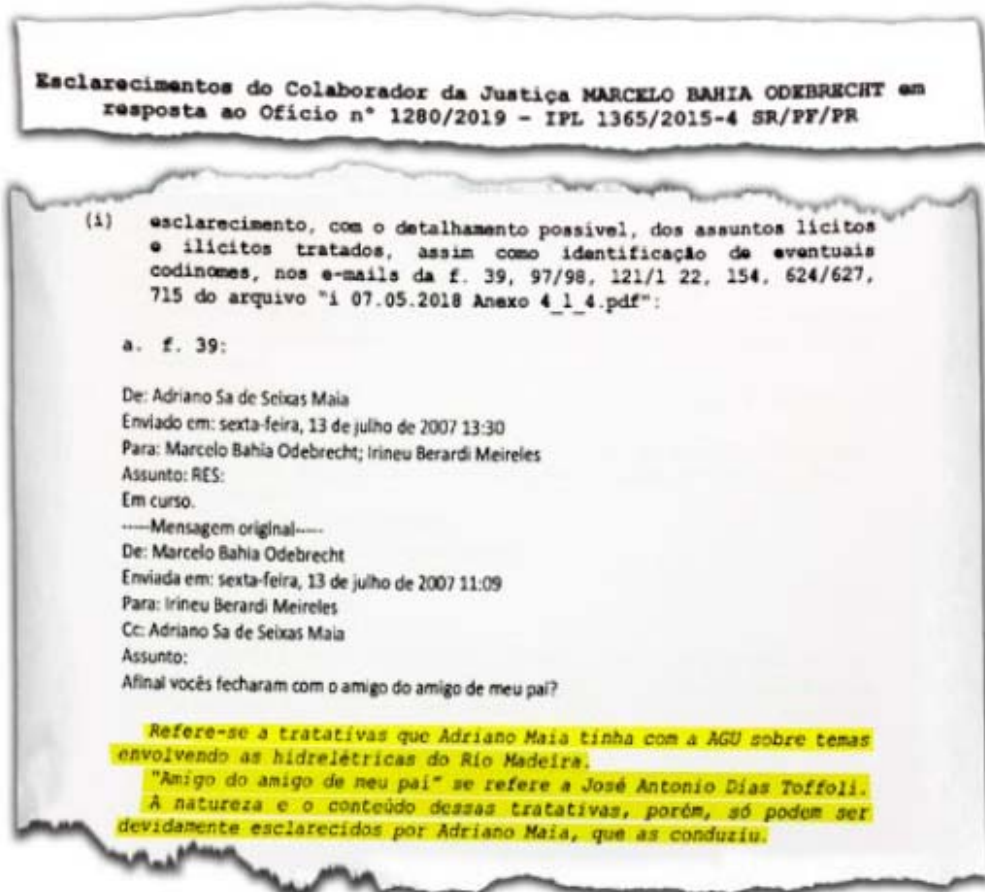 Esclarecimentos do Colaborador da Justiça MARCELO BAHIA ODEBRECHT em
resposta ao Ofício n° 1280/2019 - IPL 1365/2015-4 SR/PF/PR
(i) esclarecimento, com o detalhamento possível, dos assuntos lícitos
e ilícitos tratados, assim como identificação de eventuais
codinomes, nos e-mails da f. 39, 97/98, 121/1 22, 154, 624/627,
715 do arquivo "i 07.05.2018 Anexo 4_1_4.pdf":
a. f. 39:
De: Adriano Sa de Seixas Maia
Enviado em: sexta-feira, 13 de julho de 2007 13:30
Para: Marcelo Bahia Odebrecht; Irineu Berardi Meireles
Assunto: RES:
Em curso.
-----Mensagem original-----
De: Marcelo Bahia Odebrecht
Enviada em: sexta-feira, 13 de julho de 2007 11:09
Para: Irineu Berardi Meireles
Cc: Adriano Sa de Seixas Maia
Assunto:
Afinal vocês fecharam com o amigo do amigo de meu pai?
Refere-se a tratativas que Adriano Maia tinha com a AGU sobre temas
envolvendo as hidrelétricas do Rio Madeira.
"Amigo do amigo de meu pai" se refere a José Antonio Dias Toffoli.
A natureza e o conteúdo dessas tratativas, porém, só podem ser
devidamente esclarecidos por Adriano Maia, que as conduziu.